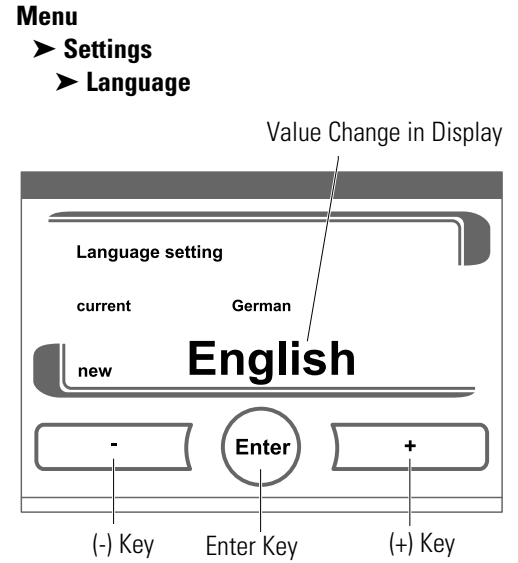 Menu
➤ Settings
➤ Language
Value Change in Display
Language setting
current German
new English
- Enter +
(-) Key Enter Key (+) Key